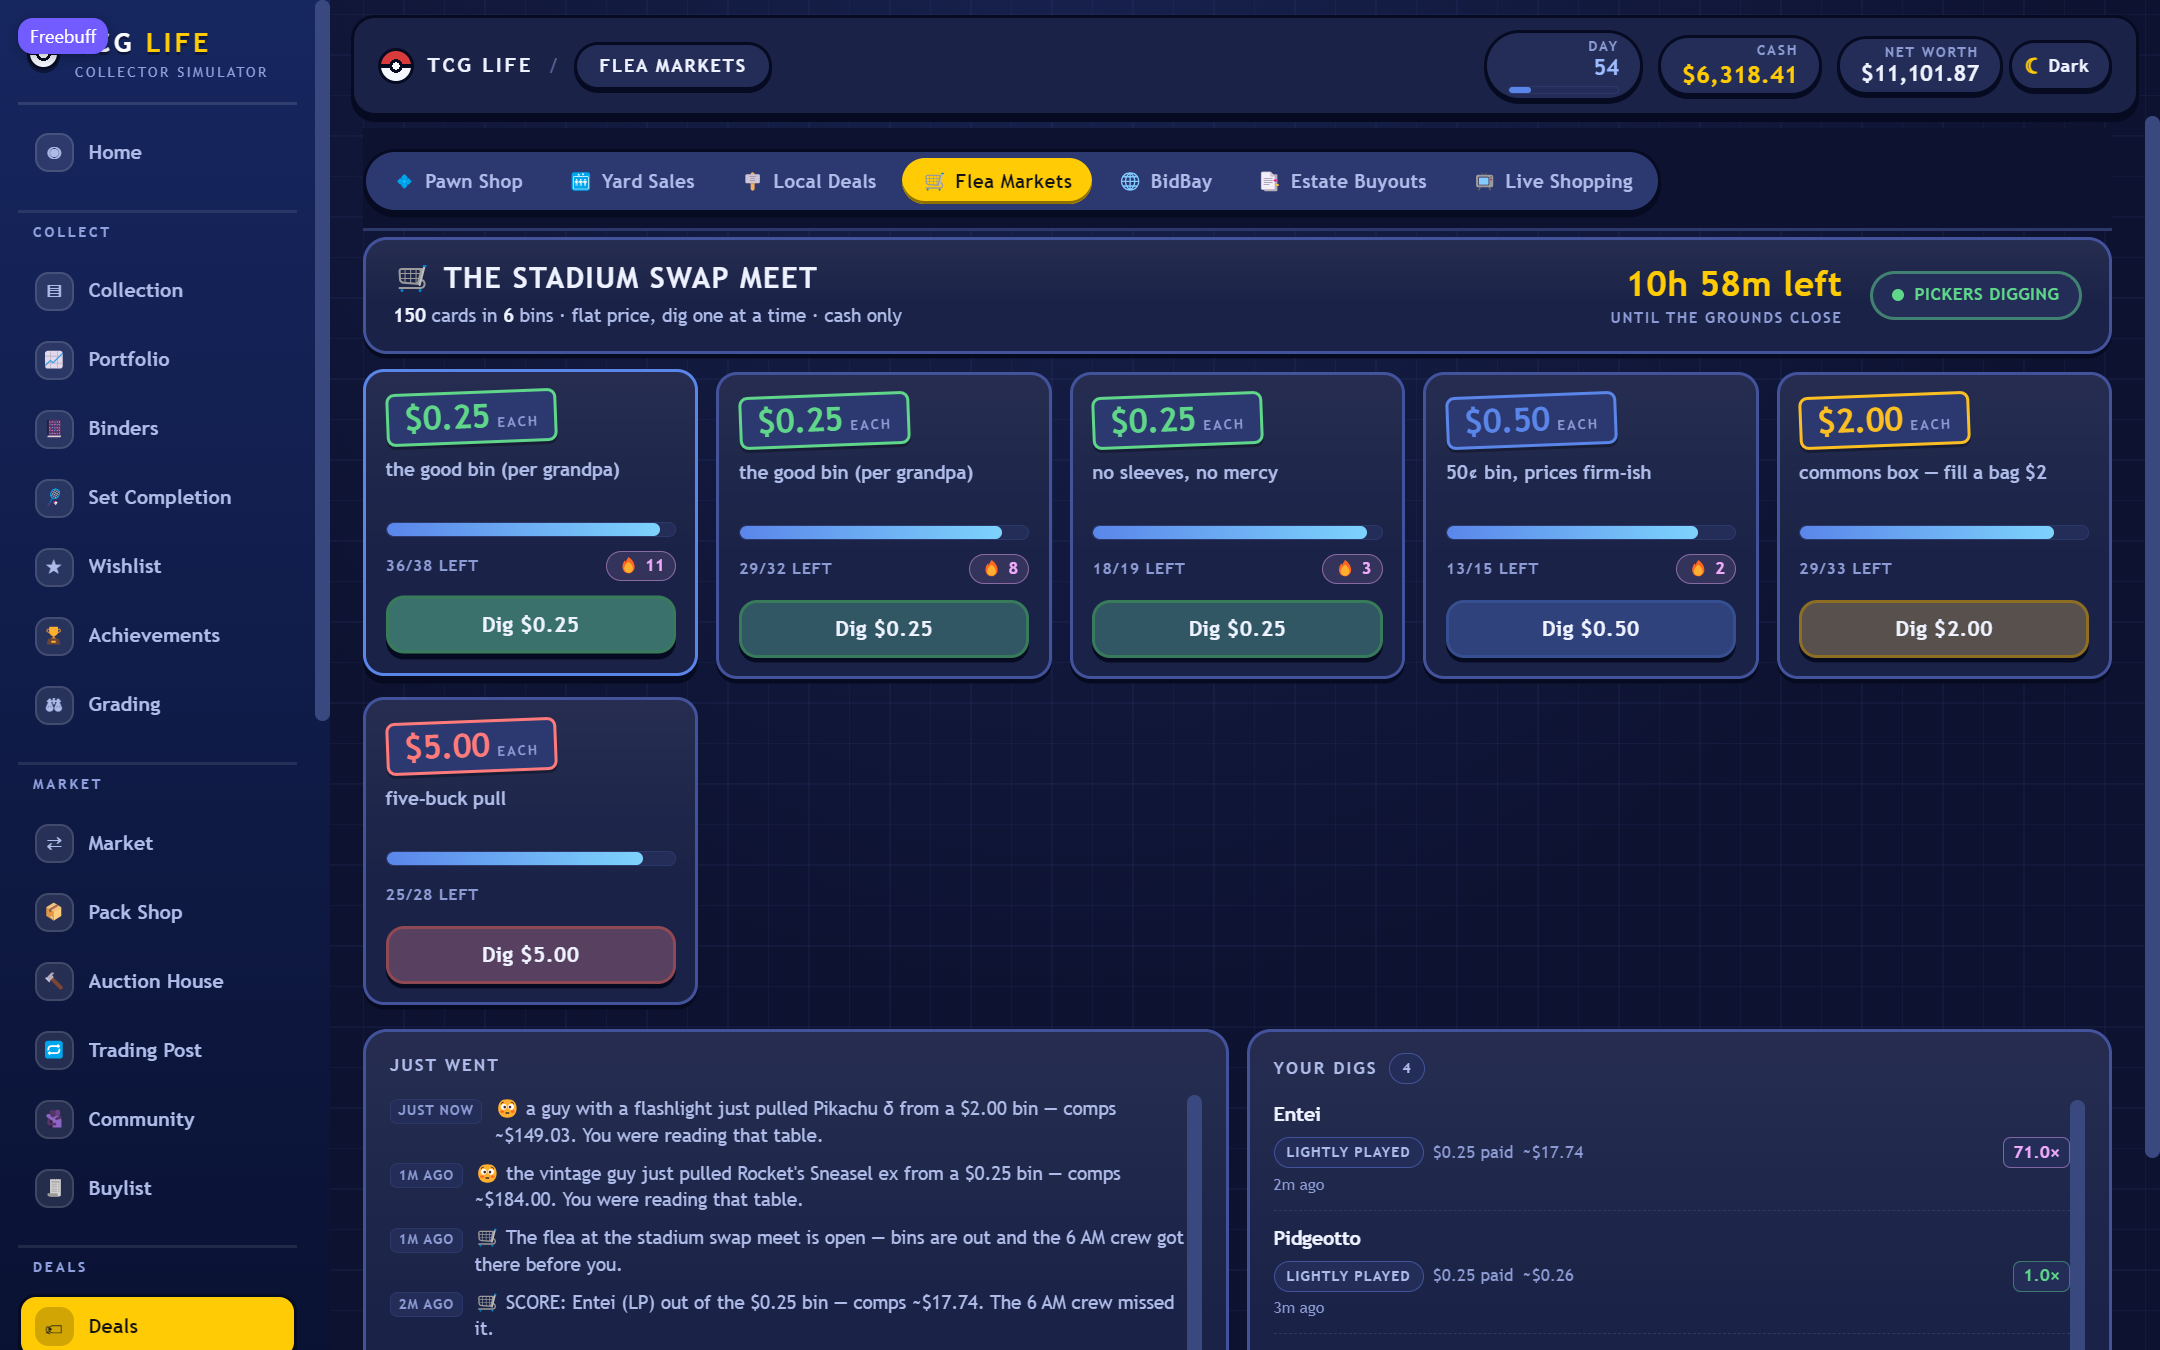 Freebuff
CG LIFE
COLLECTOR SIMULATOR
Home
COLLECT
Collection
Portfolio
Binders
Set Completion
Wishlist
Achievements
Grading
MARKET
Market
Pack Shop
Auction House
Trading Post
Community
Buylist
DEALS
Deals
TCG LIFE / FLEA MARKETS
DAY
54
CASH
$6,318.41
NET WORTH
$11,101.87
Dark
Pawn Shop
Yard Sales
Local Deals
Flea Markets
BidBay
Estate Buyouts
Live Shopping
THE STADIUM SWAP MEET
150 cards in 6 bins · flat price, dig one at a time · cash only
10h 58m left
UNTIL THE GROUNDS CLOSE
PICKERS DIGGING
$0.25 EACH
the good bin (per grandpa)
36/38 LEFT
11
Dig $0.25
$0.25 EACH
the good bin (per grandpa)
29/32 LEFT
8
Dig $0.25
$0.25 EACH
no sleeves, no mercy
18/19 LEFT
3
Dig $0.25
$0.50 EACH
50¢ bin, prices firm-ish
13/15 LEFT
2
Dig $0.50
$2.00 EACH
commons box — fill a bag $2
29/33 LEFT
Dig $2.00
$5.00 EACH
five-buck pull
25/28 LEFT
Dig $5.00
JUST WENT
JUST NOW
a guy with a flashlight just pulled Pikachu δ from a $2.00 bin — comps
~$149.03. You were reading that table.
1M AGO
the vintage guy just pulled Rocket's Sneasel ex from a $0.25 bin — comps
~$184.00. You were reading that table.
1M AGO
The flea at the stadium swap meet is open — bins are out and the 6 AM crew got
there before you.
2M AGO
SCORE: Entei (LP) out of the $0.25 bin — comps ~$17.74. The 6 AM crew missed
it.
YOUR DIGS 4
Entei
LIGHTLY PLAYED $0.25 paid ~$17.74
71.0×
2m ago
Pidgeotto
LIGHTLY PLAYED $0.25 paid ~$0.26
1.0×
3m ago